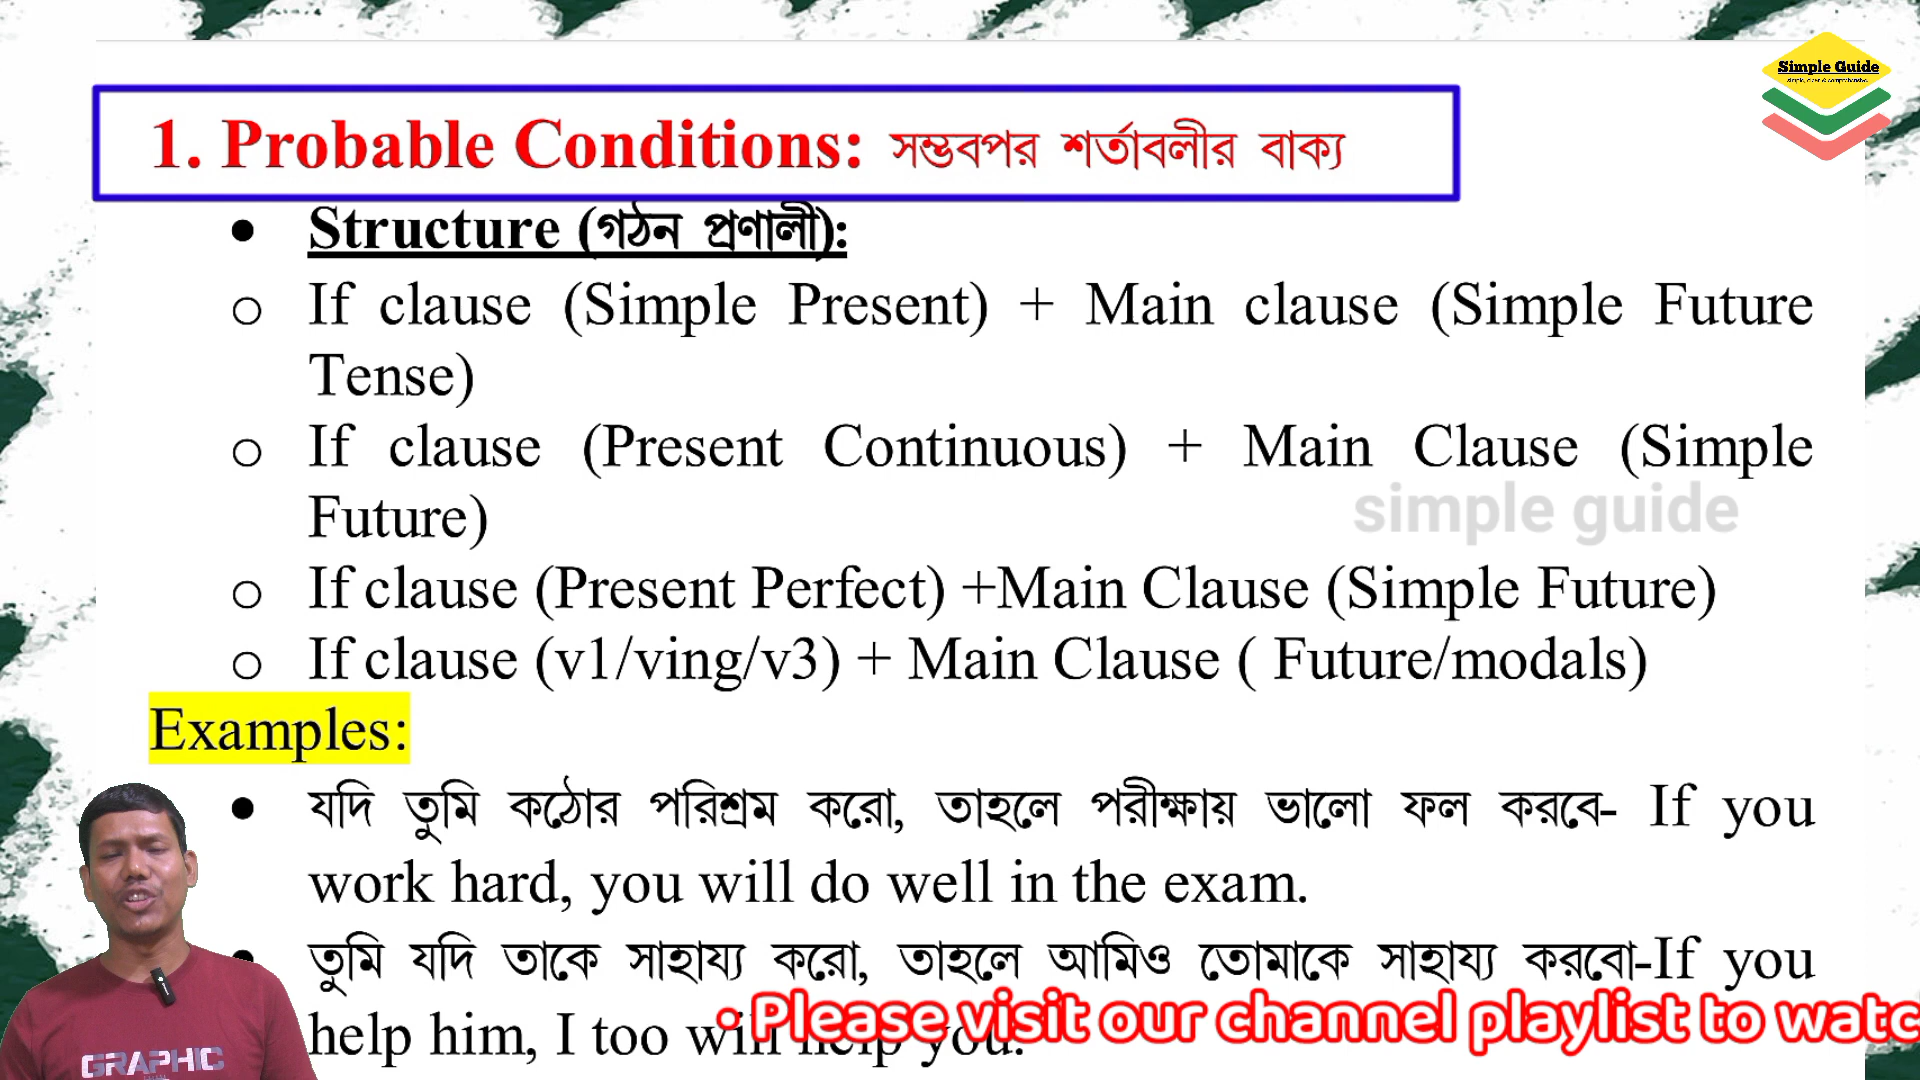 Simple Guide
1. Probable Conditions: সম্ভবপর শর্তাবলীর বাক্য
• Structure (গঠন প্রণালী):
o If clause (Simple Present) + Main clause (Simple Future
Tense)
o If clause (Present Continuous) + Main Clause (Simple
Future)
simple guide
o If clause (Present Perfect) +Main Clause (Simple Future)
o If clause (v1/ving/v3) + Main Clause ( Future/modals)
Examples:
• যদি তুমি কঠোর পরিশ্রম করো, তাহলে পরীক্ষায় ভালো ফল করবে- If you
work hard, you will do well in the exam.
• তুমি যদি তাকে সাহায্য করো, তাহলে আমিও তোমাকে সাহায্য করবো-If you
help him, I too will help you.
• Please visit our channel playlist to watc
GRAPHIC